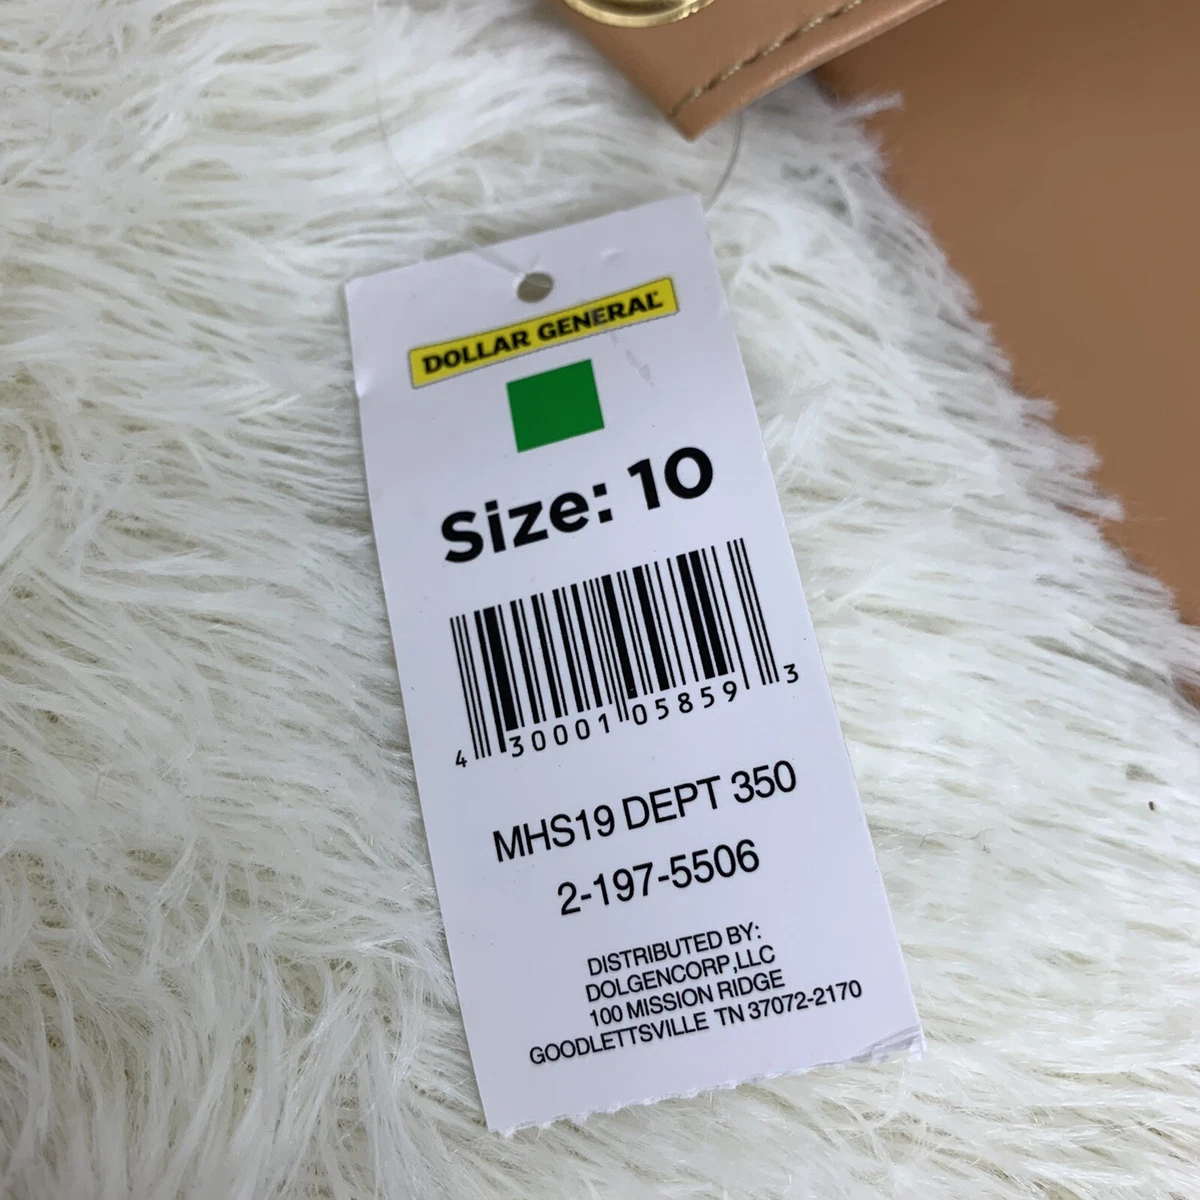 DOLLAR GENERAL
Size: 10
4 30001 05859 3
MHS19 DEPT 350
2-197-5506
DISTRIBUTED BY:
DOLGENCORP,LLC
100 MISSION RIDGE
GOODLETTSVILLE TN 37072-2170